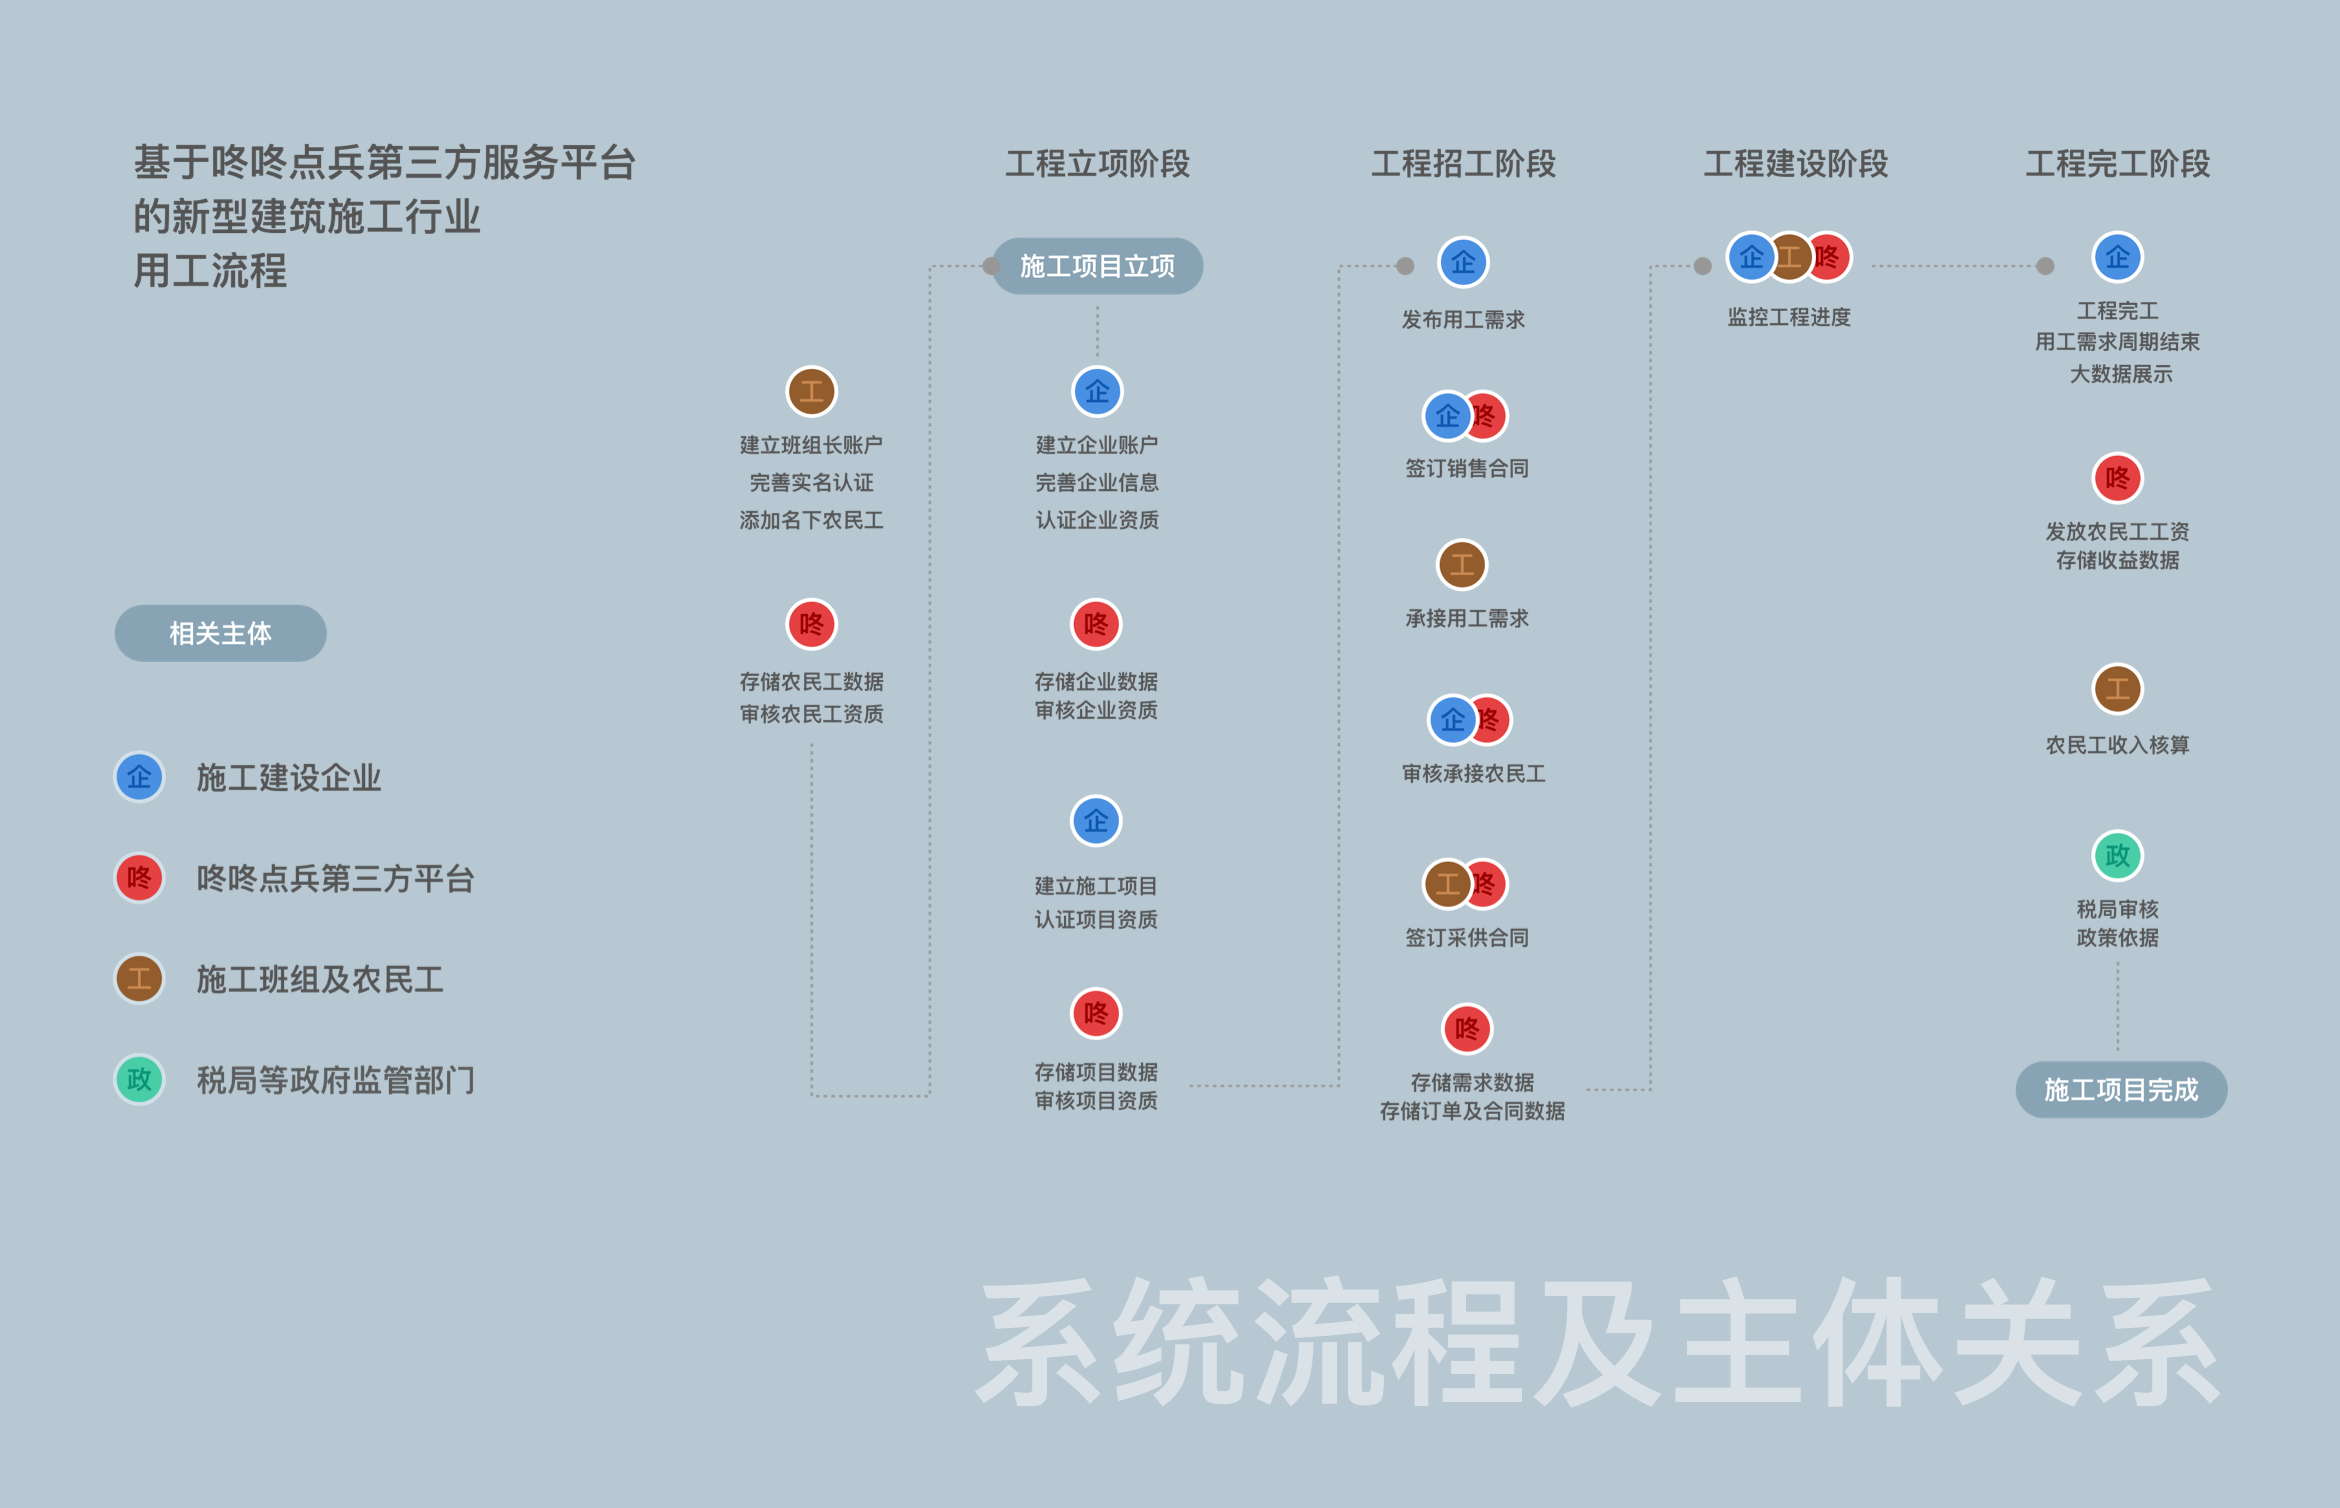 基于咚咚点兵第三方服务平台
的新型建筑施工行业
用工流程
相关主体
企
施工建设企业
咚
咚咚点兵第三方平台
工
施工班组及农民工
政
税局等政府监管部门
工
建立班组长账户
完善实名认证
添加名下农民工
咚
存储农民工数据
审核农民工资质
工程立项阶段
施工项目立项
企
建立企业账户
完善企业信息
认证企业资质
咚
存储企业数据
审核企业资质
企
建立施工项目
认证项目资质
咚
存储项目数据
审核项目资质
工程招工阶段
企
发布用工需求
企 咚
签订销售合同
工
承接用工需求
企 咚
审核承接农民工
工 咚
签订采供合同
咚
存储需求数据
存储订单及合同数据
工程建设阶段
企 工 咚
监控工程进度
工程完工阶段
企
工程完工
用工需求周期结束
大数据展示
咚
发放农民工工资
存储收益数据
工
农民工收入核算
政
税局审核
政策依据
施工项目完成
系统流程及主体关系